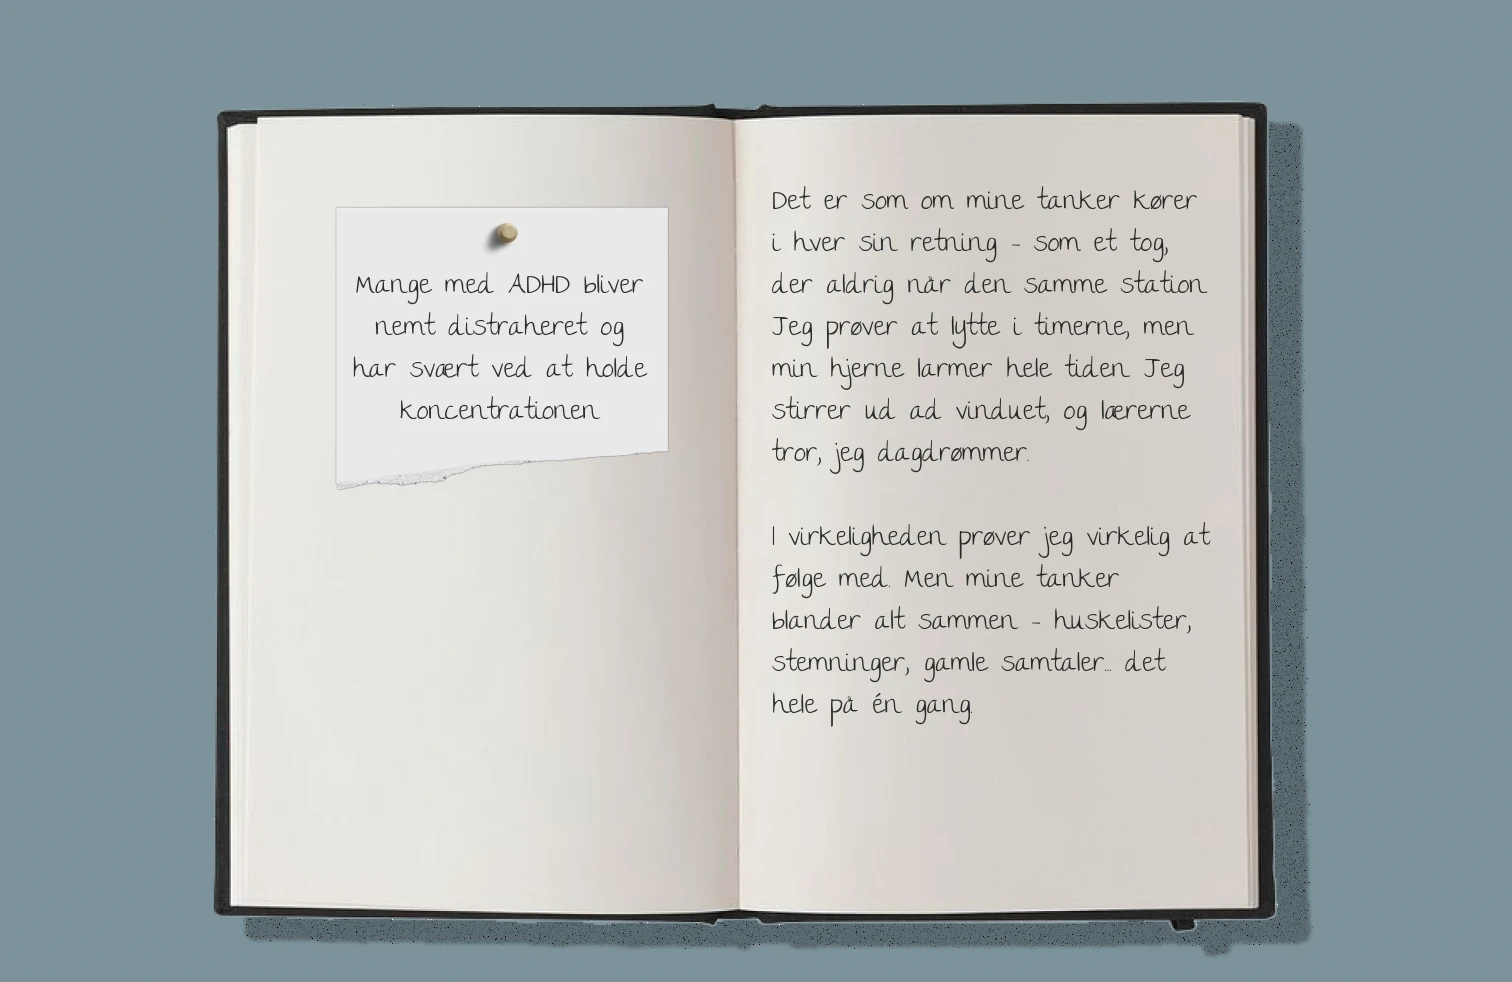 Mange med ADHD bliver
nemt distraheret og
har svært ved at holde
koncentrationen
Det er som om mine tanker kører
i hver sin retning - som et tog,
der aldrig når den samme station
Jeg prøver at lytte i timerne, men
min hjerne larmer hele tiden. Jeg
stirrer ud ad vinduet, og lærerne
tror, jeg dagdrømmer.
I virkeligheden prøver jeg virkelig at
følge med. Men mine tanker
blander alt sammen - huskelister,
stemninger, gamle samtaler... det
hele på én gang.